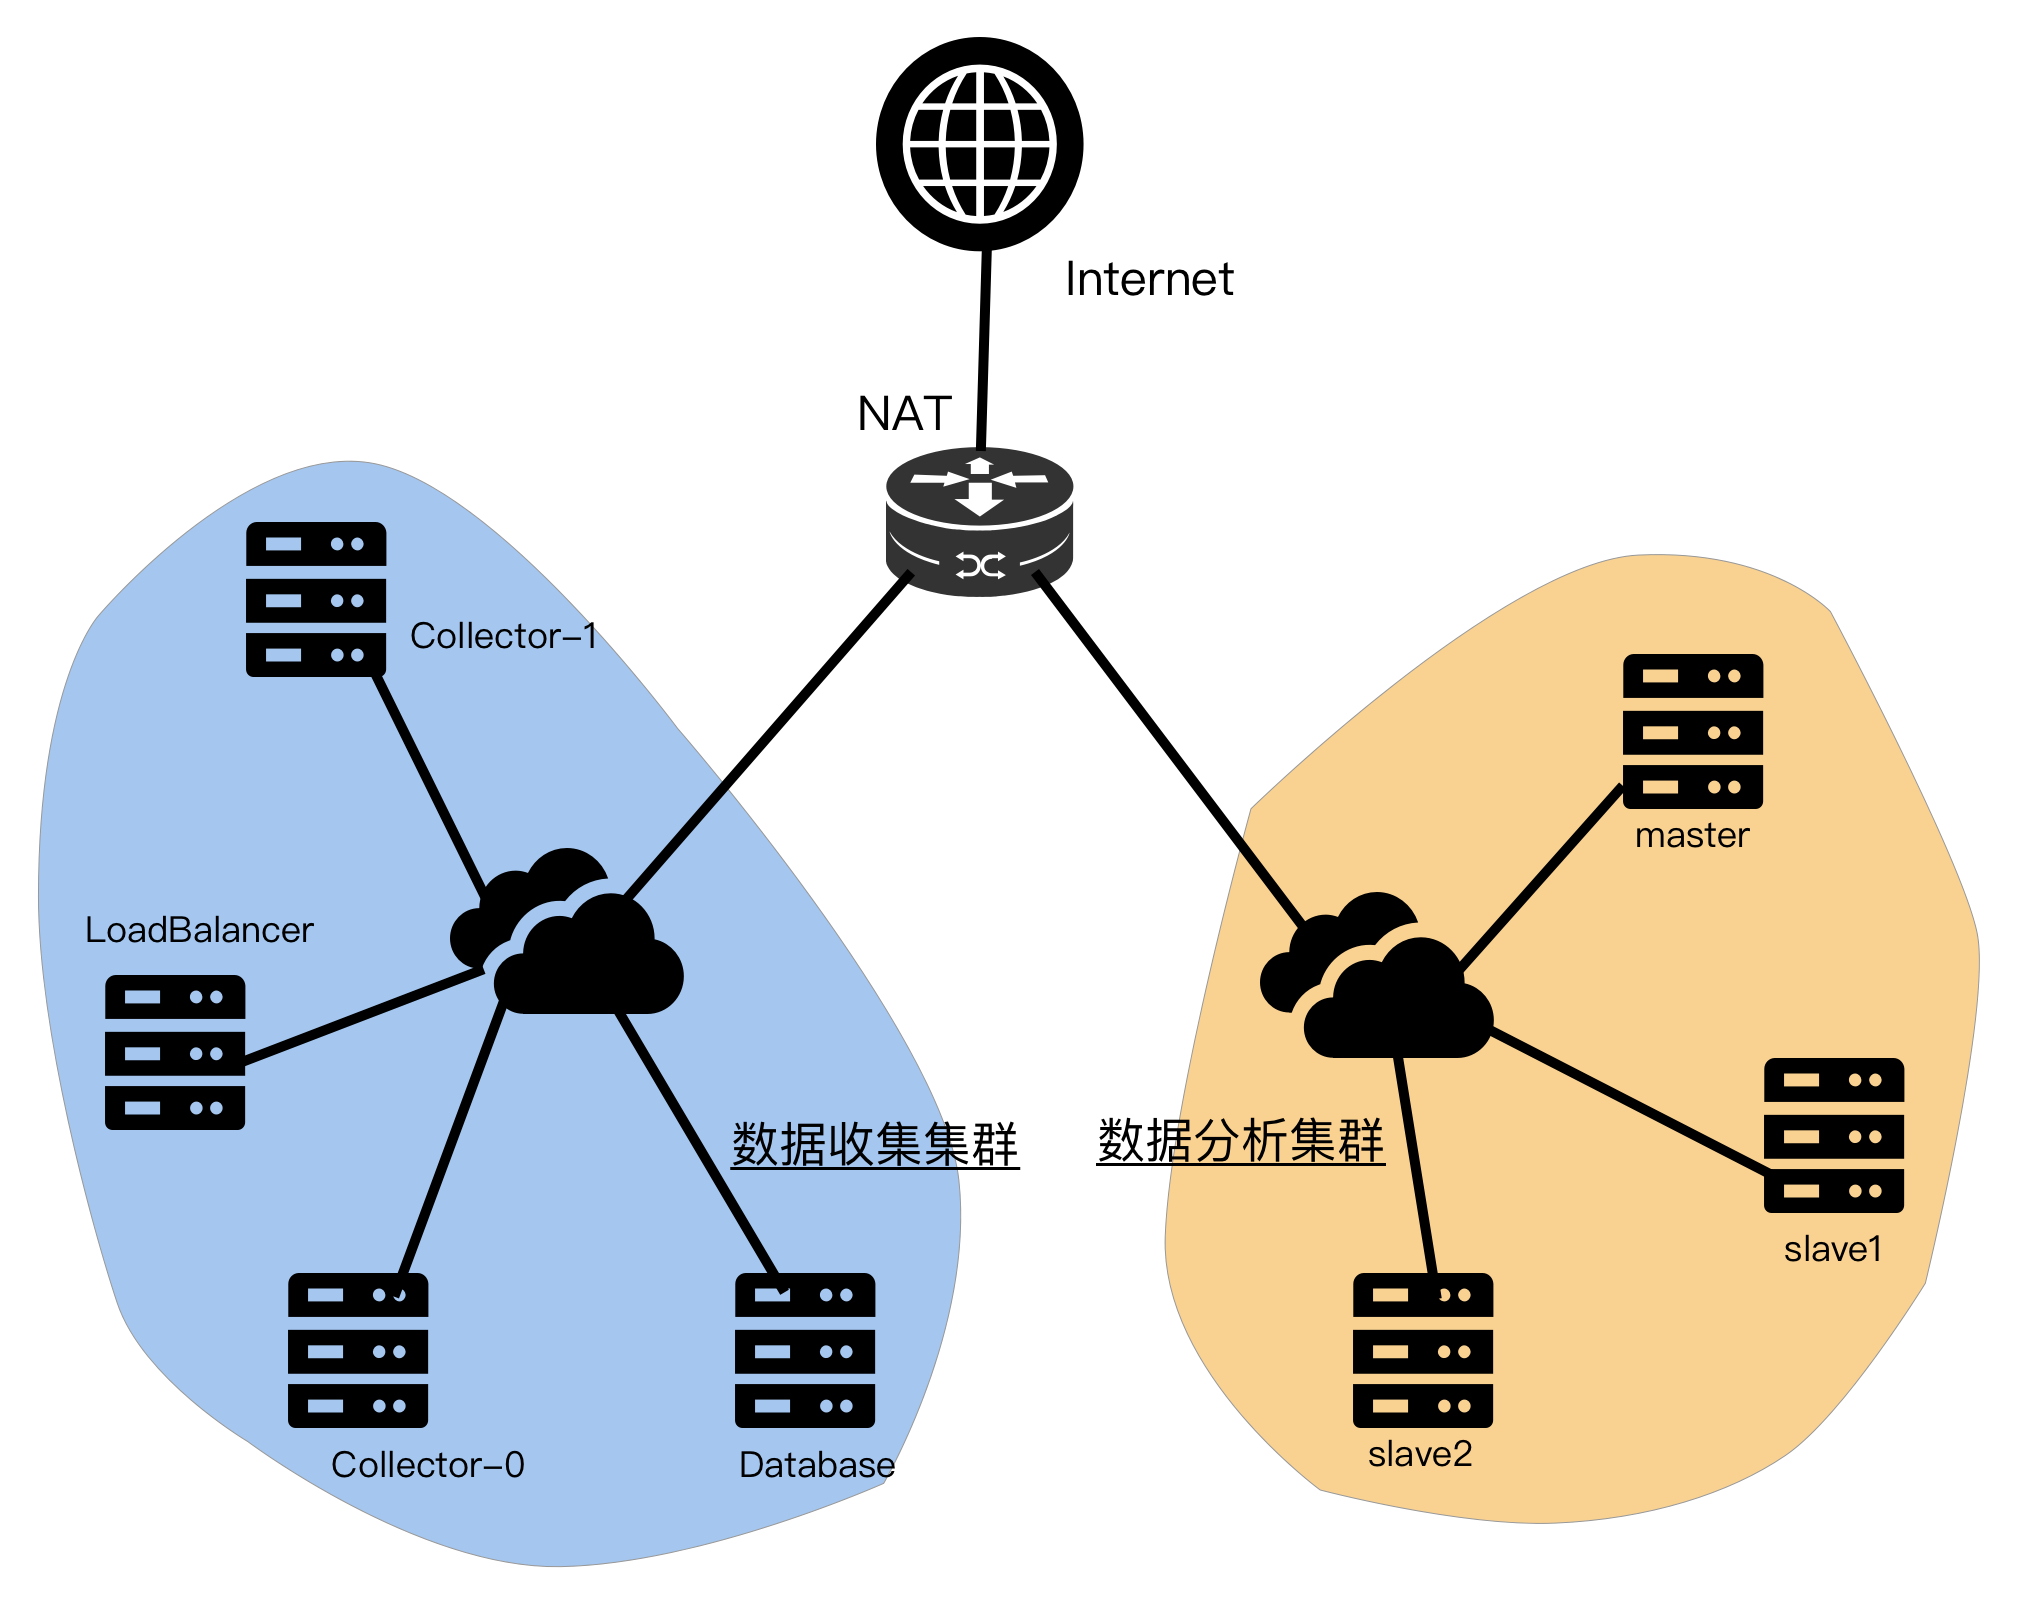 Internet
NAT
Collector-1
master
LoadBalancer
数据收集集群
数据分析集群
slave1
Collector-0
Database
slave2